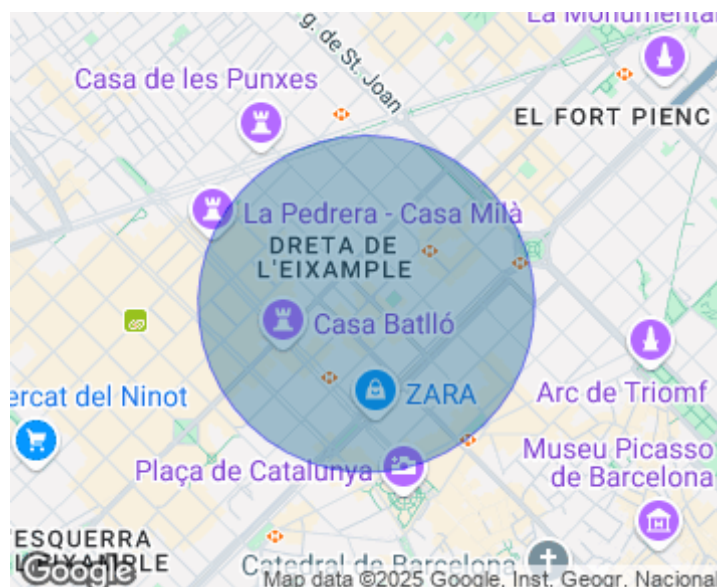 La Monumental
g. de St. Joan
Casa de les Punxes
EL FORT PIENC
La Pedrera - Casa Milà
DRETA DE
L'EIXAMPLE
Casa Batlló
ZARA
Arc de Triomf
ercat del Ninot
Plaça de Catalunya
Museu Picasso
de Barcelona
'ESQUERRA
L'EIXAMPLE
Catedral de Barcelona
Google
Map data ©2025 Google, Inst. Geogr. Nacional